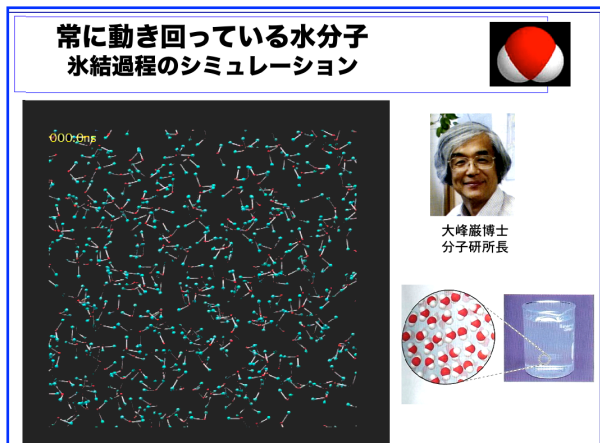 常に動き回っている水分子
氷結過程のシミュレーション
000.0ns
大峰巌博士
分子研所長